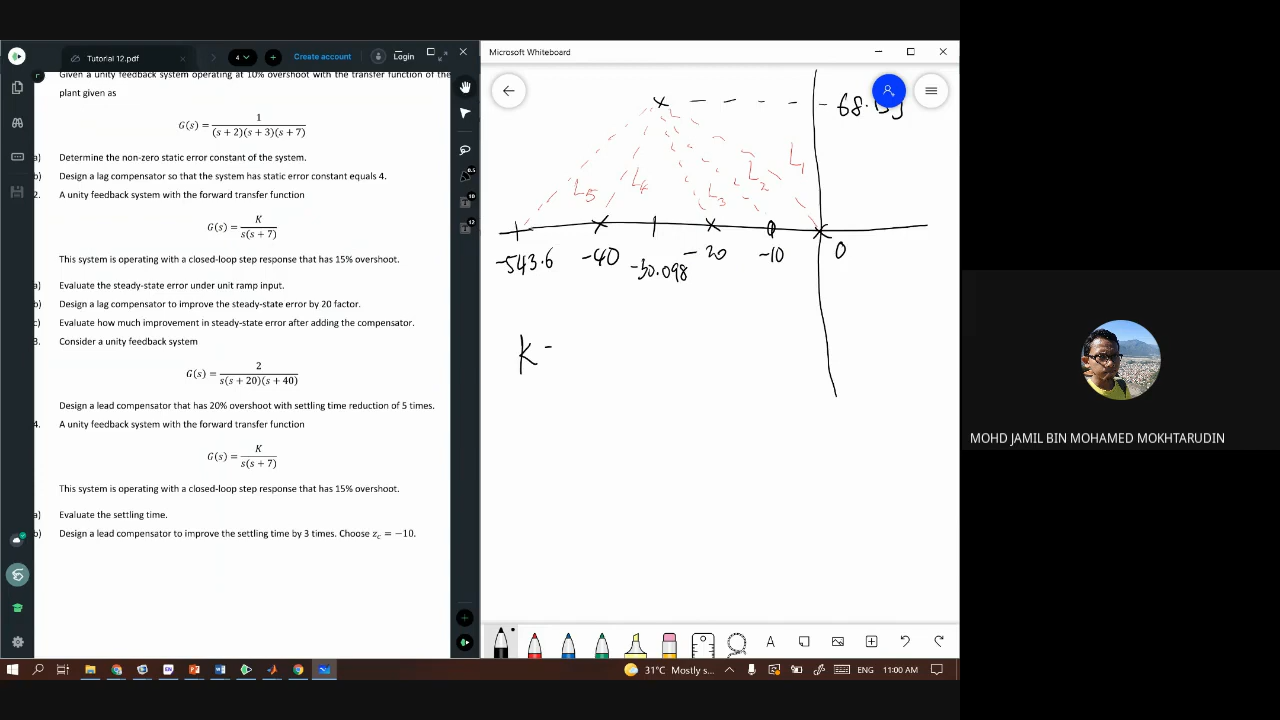 Tutorial 12.pdf
4
Create account
Login
Given a unity feedback system operating at 10% overshoot with the transfer function of the
plant given as
G(s) = 1 / (s + 2)(s + 3)(s + 7)
a) Determine the non-zero static error constant of the system.
b) Design a lag compensator so that the system has static error constant equals 4.
2. A unity feedback system with the forward transfer function
G(s) = K / s(s + 7)
This system is operating with a closed-loop step response that has 15% overshoot.
a) Evaluate the steady-state error under unit ramp input.
b) Design a lag compensator to improve the steady-state error by 20 factor.
c) Evaluate how much improvement in steady-state error after adding the compensator.
3. Consider a unity feedback system
G(s) = 2 / s(s + 20)(s + 40)
Design a lead compensator that has 20% overshoot with settling time reduction of 5 times.
4. A unity feedback system with the forward transfer function
G(s) = K / s(s + 7)
This system is operating with a closed-loop step response that has 15% overshoot.
a) Evaluate the settling time.
b) Design a lead compensator to improve the settling time by 3 times. Choose z_c = −10.
Microsoft Whiteboard
L5 L4 L3 L2 L1
-543.6 -40 -30.098 -20 -10 0
K =
MOHD JAMIL BIN MOHAMED MOKHTARUDIN
31°C Mostly s...
ENG
11:00 AM